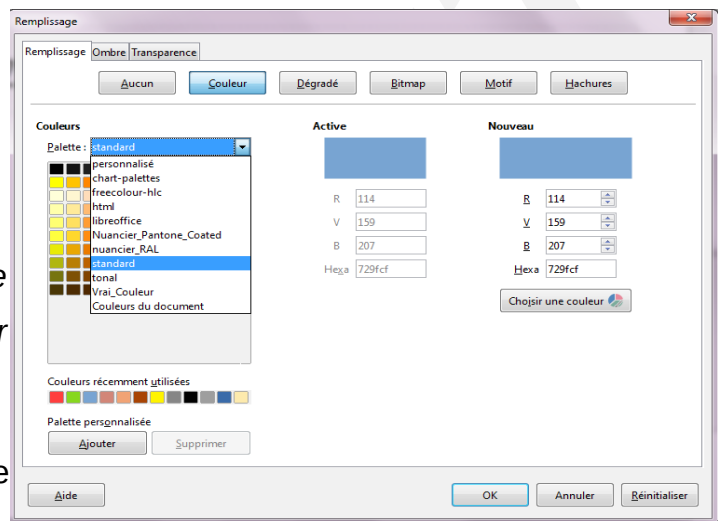 Remplissage
Remplissage Ombre Transparence
Aucun Couleur Dégradé Bitmap Motif Hachures
Couleurs Active Nouveau
Palette : standard
personnalisé
chart-palettes
freecolour-hlc
html
libreoffice
Nuancier_Pantone_Coated
nuancier_RAL
standard
tonal
Vrai_Couleur
Couleurs du document
R 114 R 114
V 159 V 159
B 207 B 207
Hexa 729fcf Hexa 729fcf
Choisir une couleur
Couleurs récemment utilisées
Palette personnalisée
Ajouter Supprimer
Aide OK Annuler Réinitialiser
e
r
e